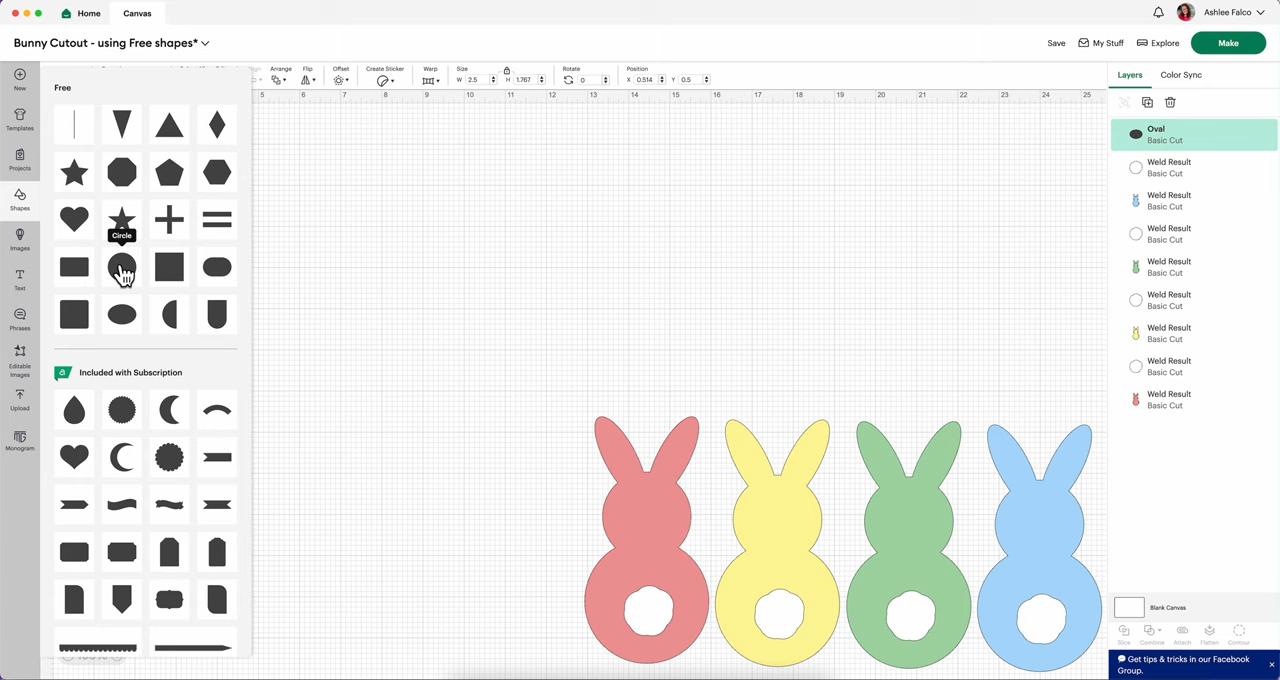 Home
Canvas
Ashlee Falco
Bunny Cutout - using Free shapes*
Save
My Stuff
Explore
Make
Arrange
Flip
Offset
Create Sticker
Warp
Size
W 2.5
H 1.767
Rotate
0
Position
X 0.514
Y 0.5
5 6 7 8 9 10 11 12 13 14 15 16 17 18 19 20 21 22 23 24 25
New
Templates
Projects
Shapes
Images
Text
Phrases
Editable
Images
Upload
Monogram
Free
Circle
a Included with Subscription
Layers
Color Sync
Oval
Basic Cut
Weld Result
Basic Cut
Weld Result
Basic Cut
Weld Result
Basic Cut
Weld Result
Basic Cut
Weld Result
Basic Cut
Weld Result
Basic Cut
Weld Result
Basic Cut
Weld Result
Basic Cut
Blank Canvas
Slice
Combine
Attach
Flatten
Contour
Get tips & tricks in our Facebook
Group.